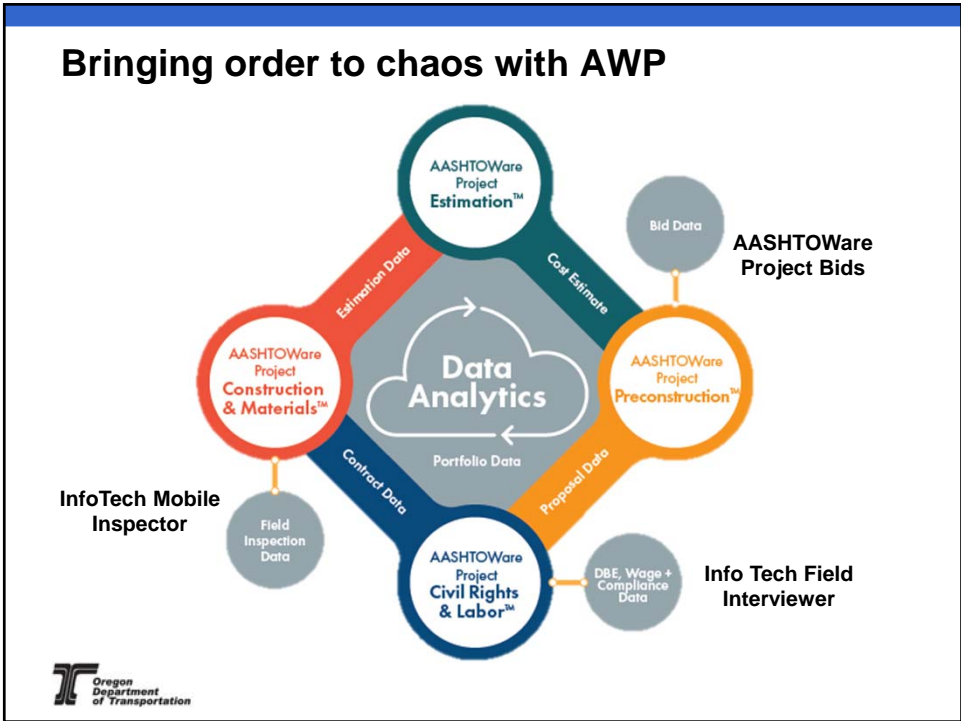 Bringing order to chaos with AWP
AASHTOWare
Project
Estimation™
Bid Data
AASHTOWare
Project Bids
Estimation Data
Cost Estimate
AASHTOWare
Project
Construction
& Materials™
Data
Analytics
Portfolio Data
AASHTOWare
Project
Preconstruction™
Contract Data
Proposal Data
InfoTech Mobile
Inspector
Field
Inspection
Data
AASHTOWare
Project
Civil Rights
& Labor™
DBE, Wage +
Compliance
Data
Info Tech Field
Interviewer
Oregon
Department
of Transportation